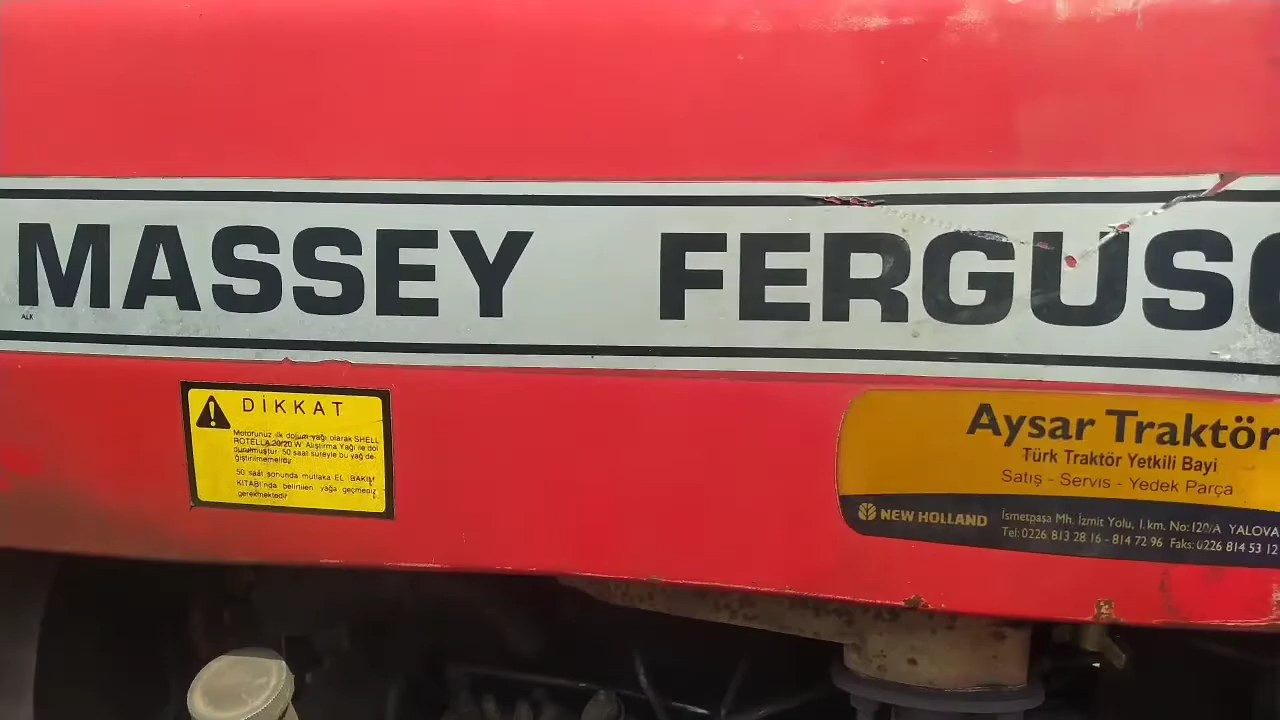 MASSEY FERGUSO
ALK
DİKKAT
Motorunuz ilk dolum yağı olarak SHELL
ROTELLA 20/20 W. Alıştırma Yağı ile dol
durulmuştur. 50 saat süreyle bu yağ de-
ğiştirilmemelidir.
50 saat sonunda mutlaka EL BAKIM
KİTABI'nda belirtilen yağa geçmeniz
gerekmektedir.
Aysar Traktör
Türk Traktör Yetkili Bayi
Satış - Servis - Yedek Parça
NEW HOLLAND
İsmetpaşa Mh. İzmit Yolu, 1.km. No:120/A YALOVA
Tel:0226 813 28 16 - 814 72 96 Faks:0226 814 53 12